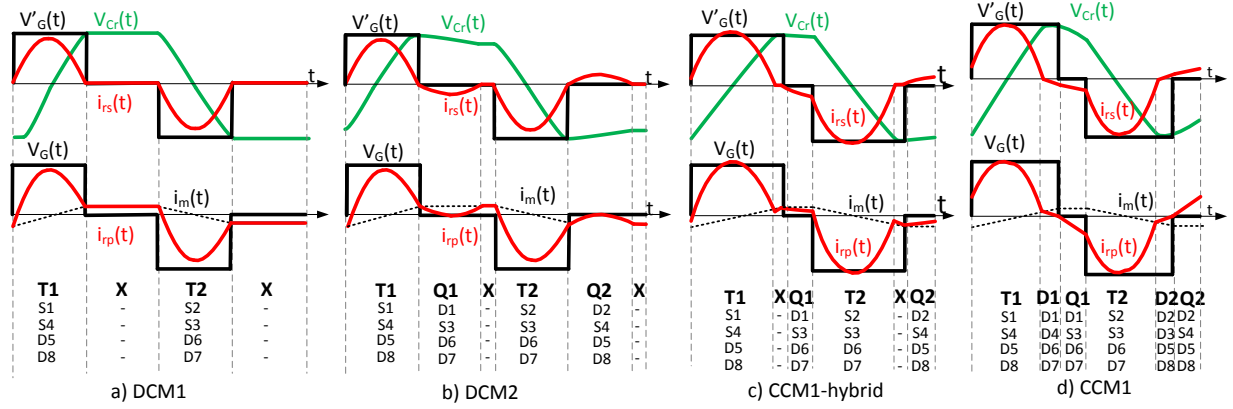 V'G(t) VCr(t) t
irs(t)
VG(t) im(t) t
irp(t)
T1 X T2 X
S1 - S2 -
S4 - S3 -
D5 - D6 -
D8 - D7 -
a) DCM1
V'G(t) VCr(t) t
irs(t)
VG(t) im(t) t
irp(t)
T1 Q1 X T2 Q2 X
S1 D1 - S2 D2 -
S4 S3 - S3 S4 -
D5 D6 - D6 D5 -
D8 D7 - D7 D8 -
b) DCM2
V'G(t) VCr(t) t
irs(t)
VG(t) im(t) t
irp(t)
T1 X Q1 T2 X Q2
S1 - D1 S2 - D2
S4 - S3 S3 - S4
D5 - D6 D6 - D5
D8 - D7 D7 - D8
c) CCM1-hybrid
V'G(t) VCr(t) t
irs(t)
VG(t) im(t) t
irp(t)
T1 D1 Q1 T2 D2 Q2
S1 D1 D1 S2 D2 D2
S4 D4 S3 S3 D3 S4
D5 D6 D6 D6 D5 D5
D8 D7 D7 D7 D8 D8
d) CCM1